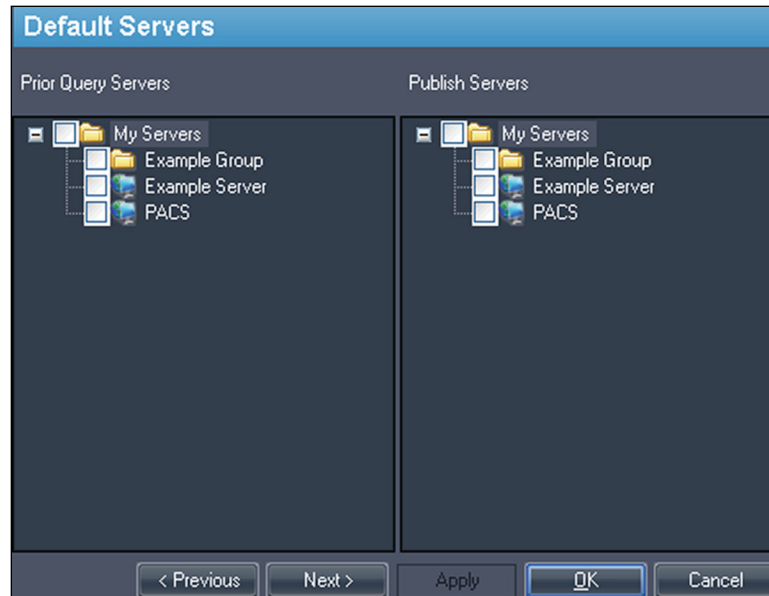 Default Servers
Prior Query Servers
Publish Servers
My Servers
Example Group
Example Server
PACS
My Servers
Example Group
Example Server
PACS
< Previous
Next >
Apply
OK
Cancel